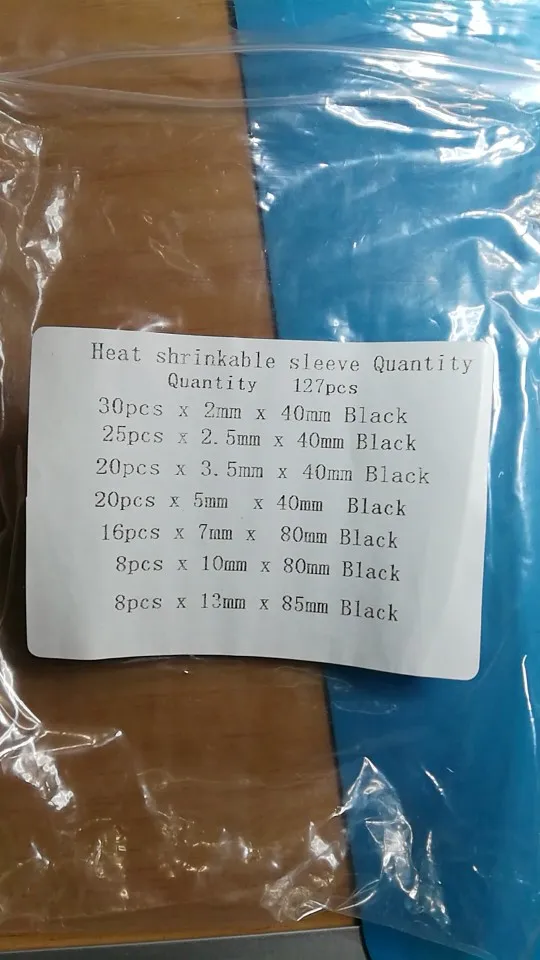 Heat shrinkable sleeve Quantity
Quantity 127pcs
30pcs x 2mm x 40mm Black
25pcs x 2.5mm x 40mm Black
20pcs x 3.5mm x 40mm Black
20pcs x 5mm x 40mm Black
16pcs x 7mm x 80mm Black
8pcs x 10mm x 80mm Black
8pcs x 13mm x 85mm Black